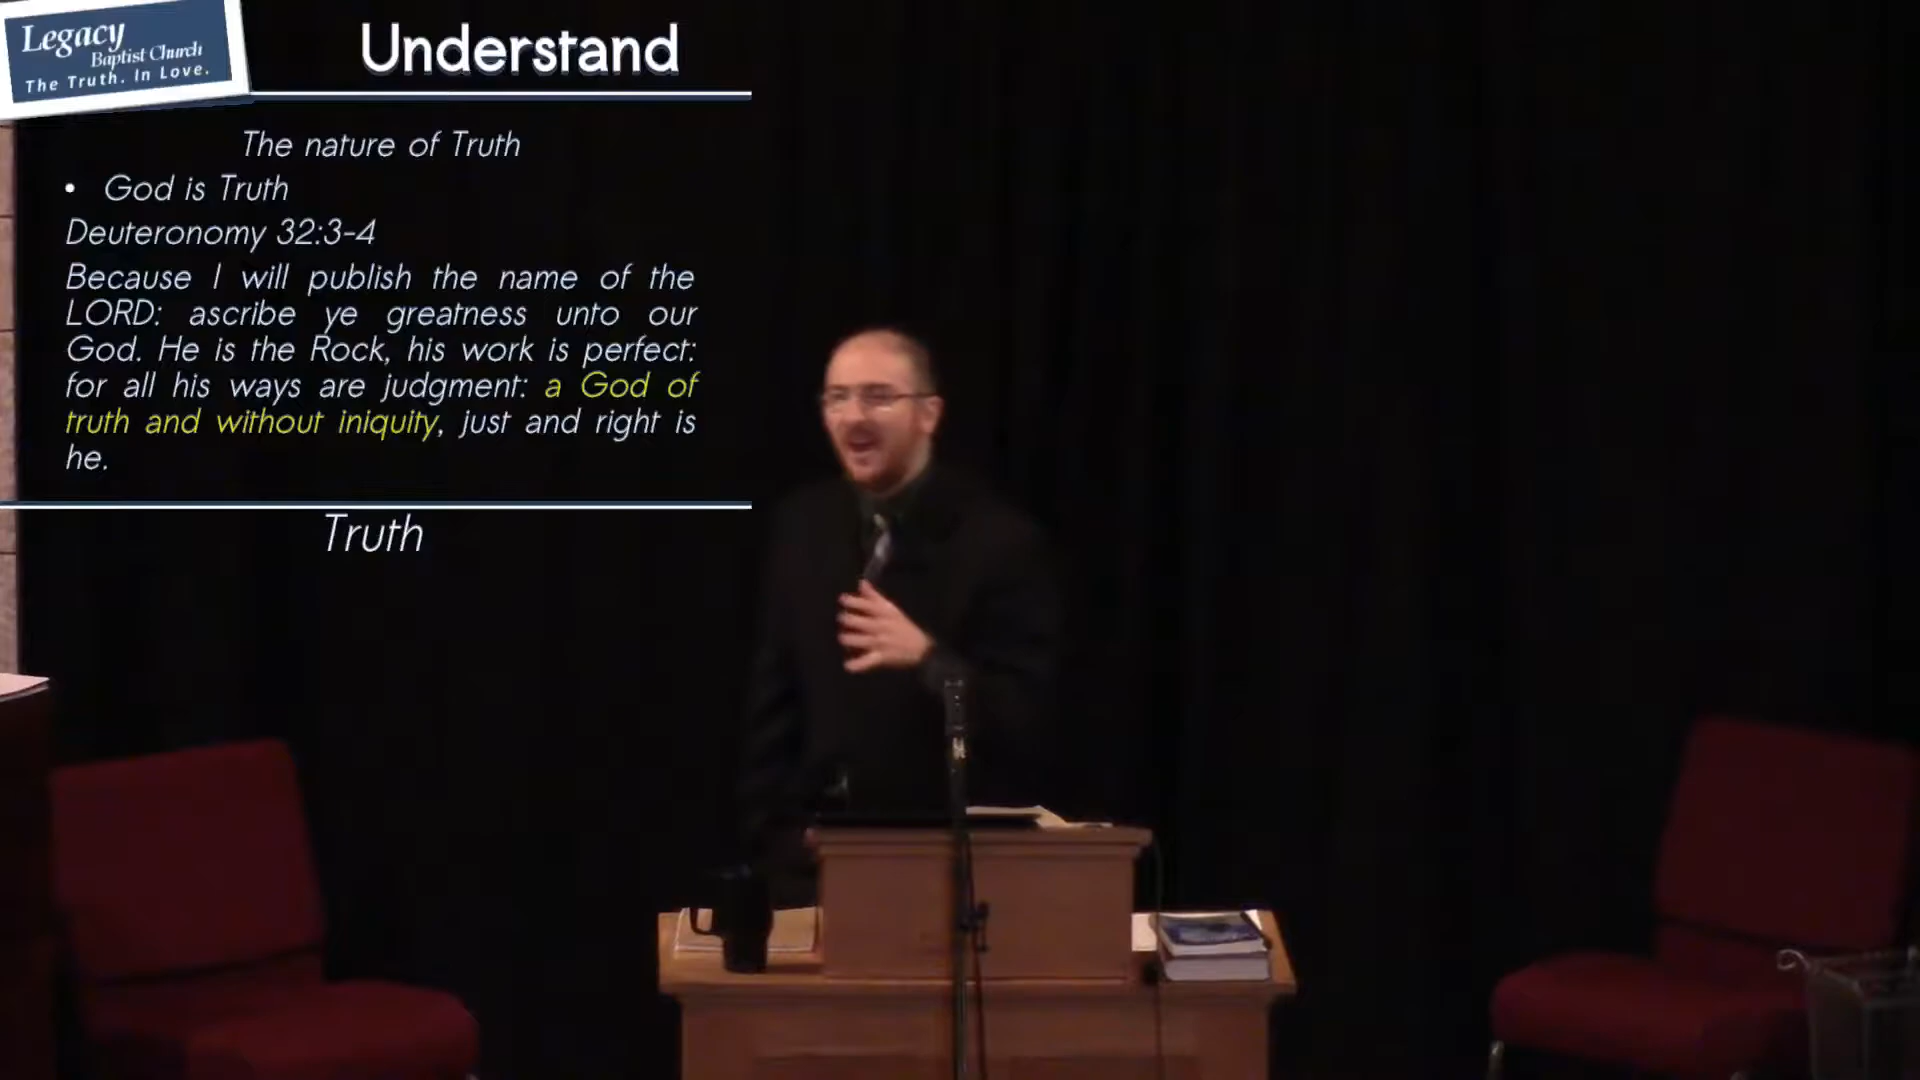 Legacy
Baptist Church
The Truth. In Love.
Understand
The nature of Truth
• God is Truth
Deuteronomy 32:3-4
Because I will publish the name of the
LORD: ascribe ye greatness unto our
God. He is the Rock, his work is perfect:
for all his ways are judgment: a God of
truth and without iniquity, just and right is
he.
Truth